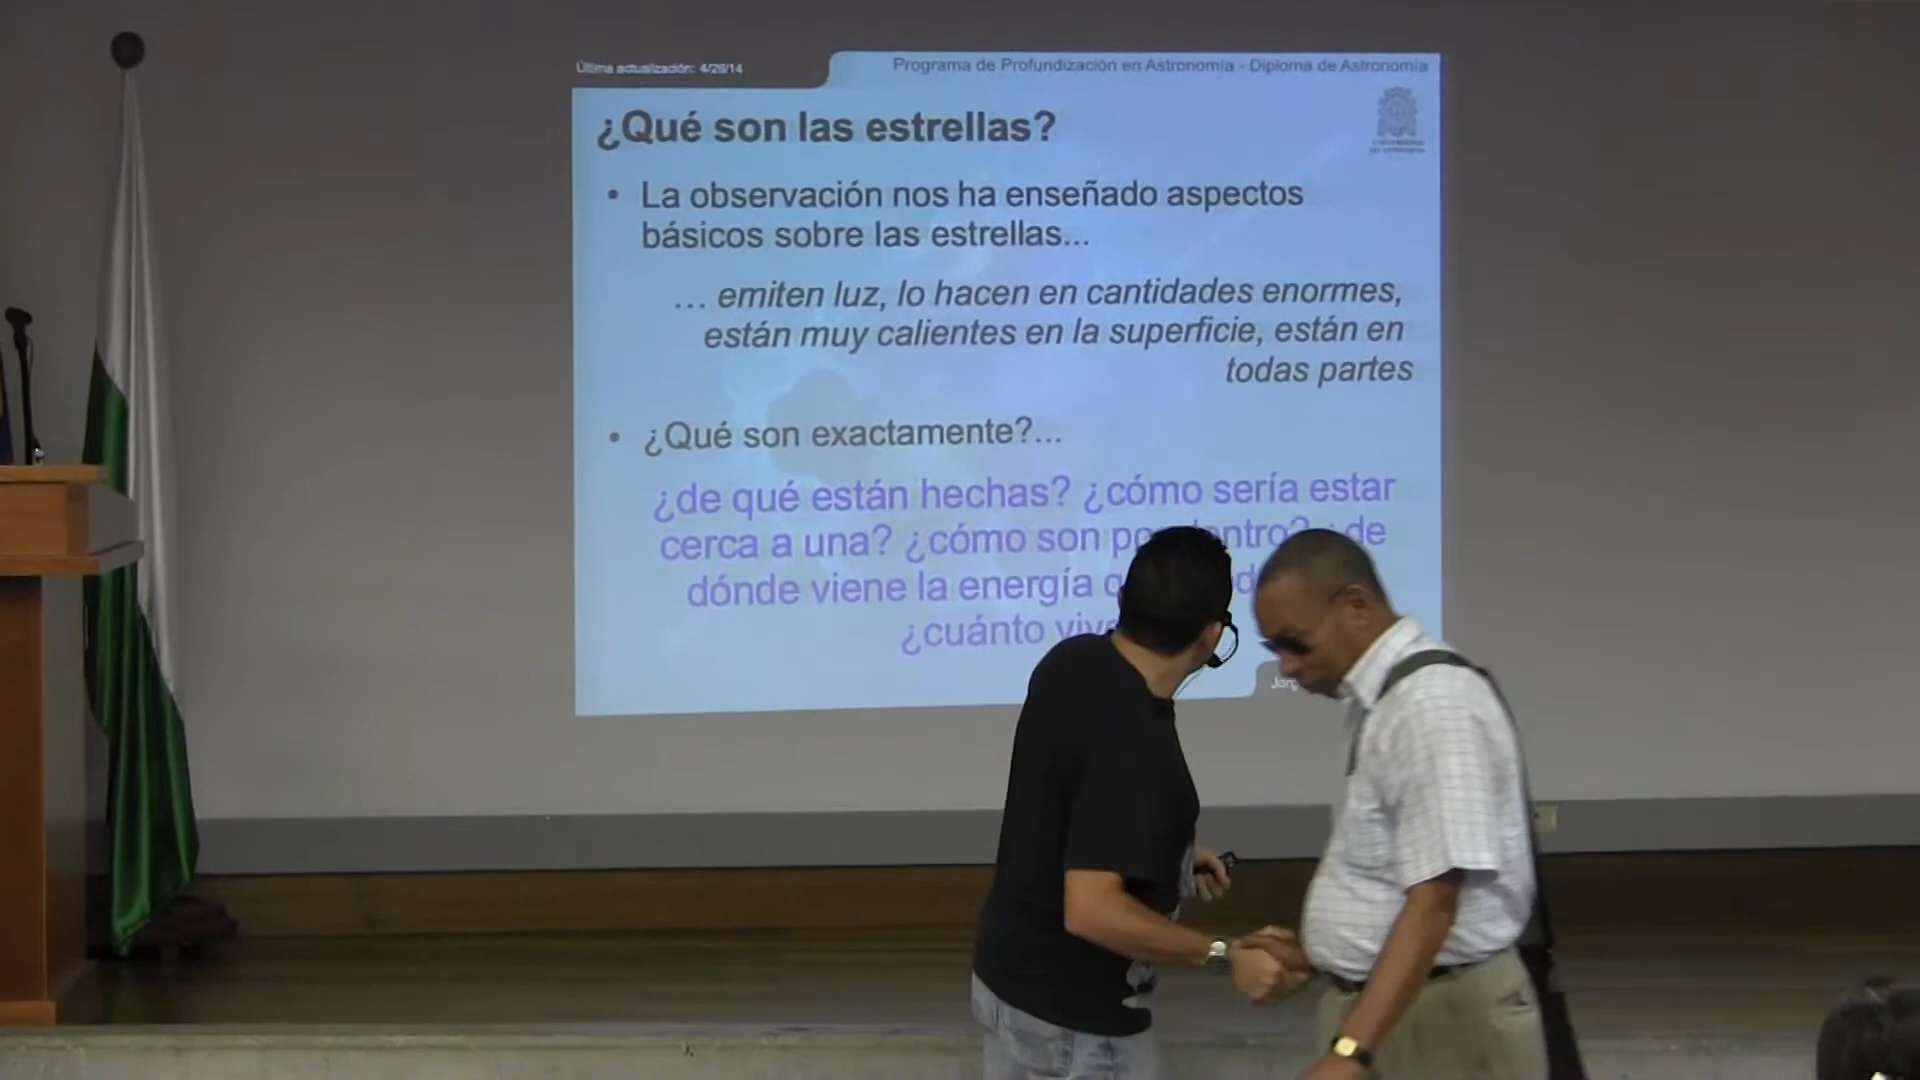 Última actualización: 4/26/14
Programa de Profundización en Astronomía - Diploma de Astronomía
¿Qué son las estrellas?
• La observación nos ha enseñado aspectos
básicos sobre las estrellas...
... emiten luz, lo hacen en cantidades enormes,
están muy calientes en la superficie, están en
todas partes
• ¿Qué son exactamente?...
¿de qué están hechas? ¿cómo sería estar
cerca a una? ¿cómo son de
dónde viene la energía
¿cuánto